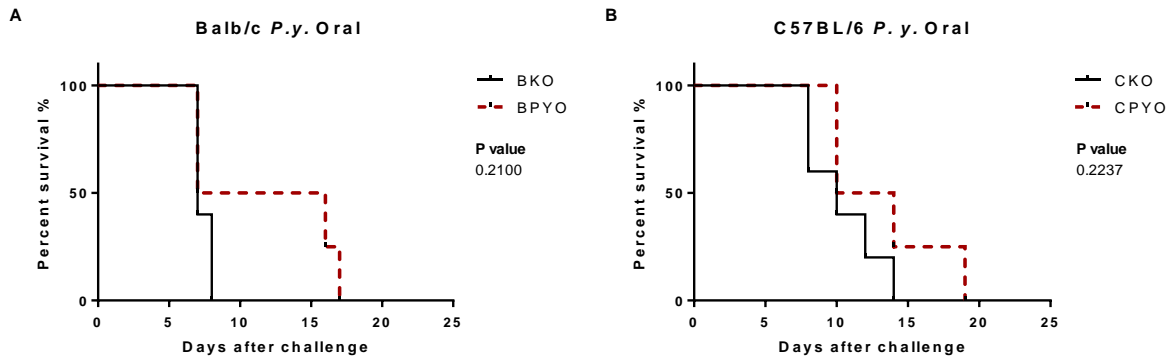 A
Balb/c P.y. Oral
Percent survival %
100
50
0
0 5 10 15 20 25
Days after challenge
BKO
BPYO
P value
0.2100
B
C57BL/6 P. y. Oral
Percent survival %
100
50
0
0 5 10 15 20 25
Days after challenge
CKO
CPYO
P value
0.2237